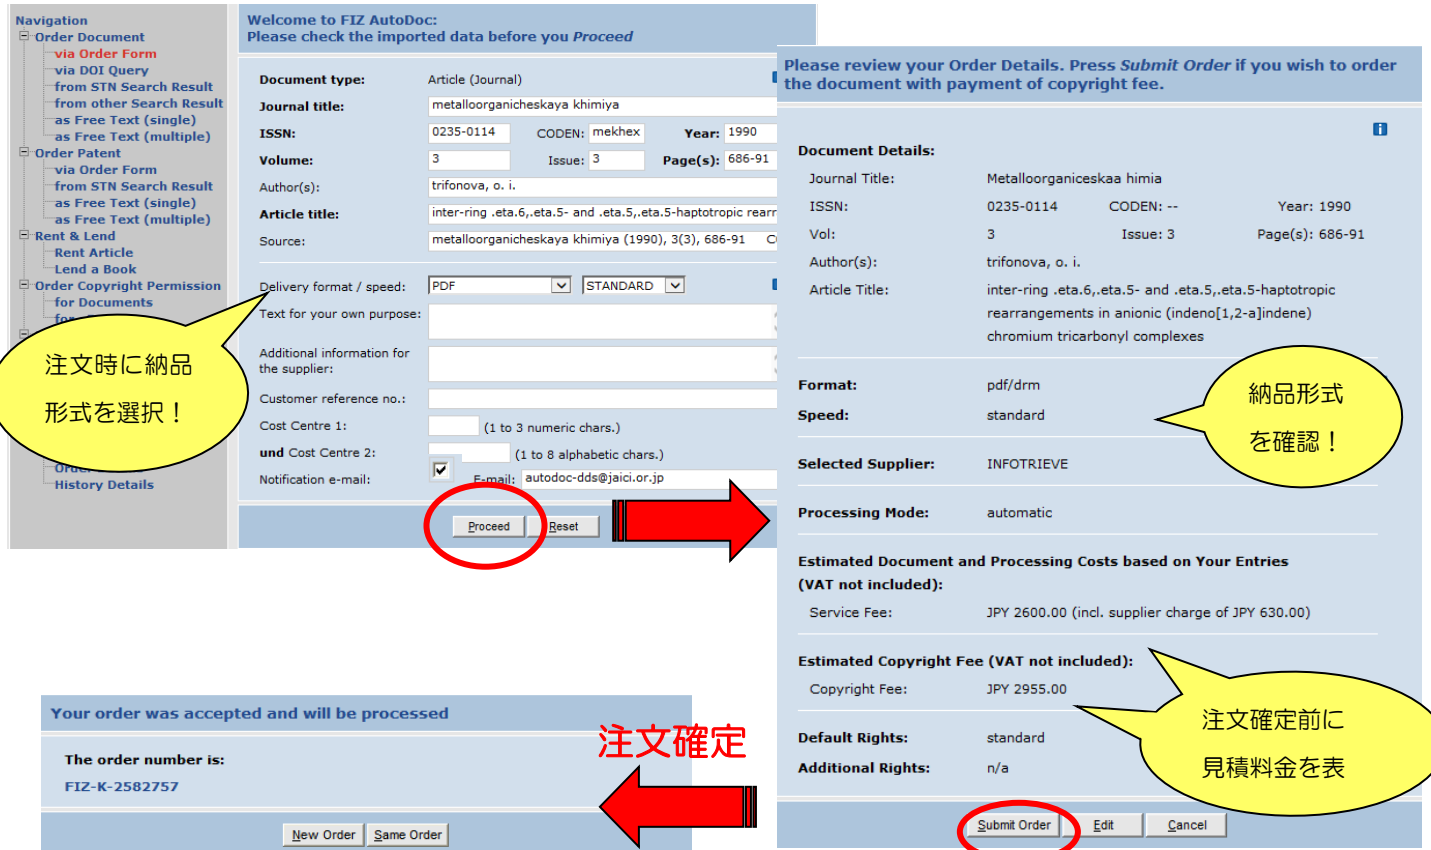 Navigation
Order Document
via Order Form
via DOI Query
from STN Search Result
from other Search Result
as Free Text (single)
as Free Text (multiple)
Order Patent
via Order Form
from STN Search Result
as Free Text (single)
as Free Text (multiple)
Rent & Lend
Rent Article
Lend a Book
Order Copyright Permission
for Documents
History Details
注文時に納品
形式を選択！
Welcome to FIZ AutoDoc:
Please check the imported data before you Proceed
Document type: Article (Journal)
Journal title: metalloorganicheskaya khimiya
ISSN: 0235-0114 CODEN: mekhex Year: 1990
Volume: 3 Issue: 3 Page(s): 686-91
Author(s): trifonova, o. i.
Article title: inter-ring .eta.6,.eta.5- and .eta.5,.eta.5-haptotropic rearr
Source: metalloorganicheskaya khimiya (1990), 3(3), 686-91
Delivery format / speed: PDF STANDARD
Text for your own purpose:
Additional information for
the supplier:
Customer reference no.:
Cost Centre 1: (1 to 3 numeric chars.)
und Cost Centre 2: (1 to 8 alphabetic chars.)
Notification e-mail: E-mail: autodoc-dds@jaici.or.jp
Proceed Reset
Please review your Order Details. Press Submit Order if you wish to order
the document with payment of copyright fee.
i
Document Details:
Journal Title: Metalloorganiceskaa himia
ISSN: 0235-0114 CODEN: -- Year: 1990
Vol: 3 Issue: 3 Page(s): 686-91
Author(s): trifonova, o. i.
Article Title: inter-ring .eta.6,.eta.5- and .eta.5,.eta.5-haptotropic
rearrangements in anionic (indeno[1,2-a]indene)
chromium tricarbonyl complexes
Format: pdf/drm
Speed: standard
納品形式
を確認！
Selected Supplier: INFOTRIEVE
Processing Mode: automatic
Estimated Document and Processing Costs based on Your Entries
(VAT not included):
Service Fee: JPY 2600.00 (incl. supplier charge of JPY 630.00)
Estimated Copyright Fee (VAT not included):
Copyright Fee: JPY 2955.00
注文確定前に
見積料金を表
Default Rights: standard
Additional Rights: n/a
Submit Order Edit Cancel
注文確定
Your order was accepted and will be processed
The order number is:
FIZ-K-2582757
New Order Same Order